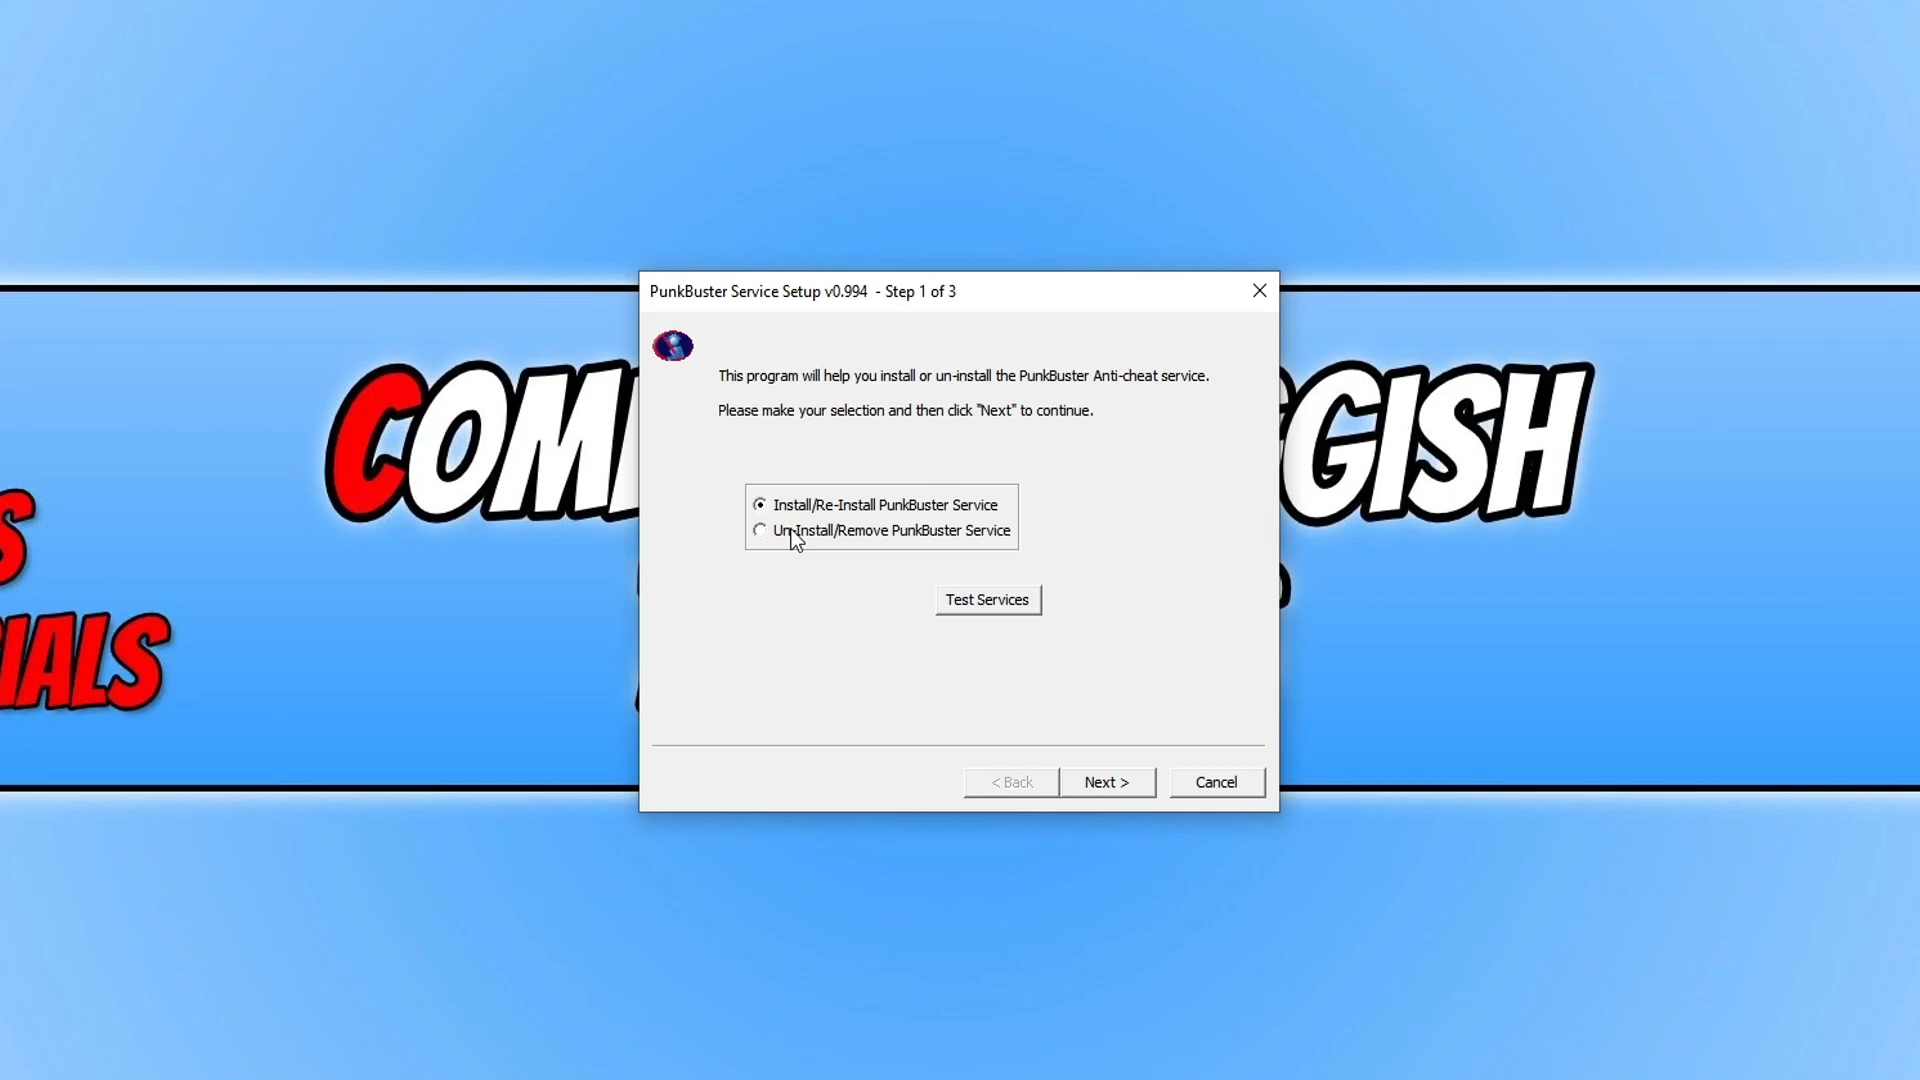 PunkBuster Service Setup v0.994 - Step 1 of 3
This program will help you install or un-install the PunkBuster Anti-cheat service.
Please make your selection and then click "Next" to continue.
COM GISH
Install/Re-Install PunkBuster Service
Un-Install/Remove PunkBuster Service
S
Test Services
IALS
< Back Next > Cancel